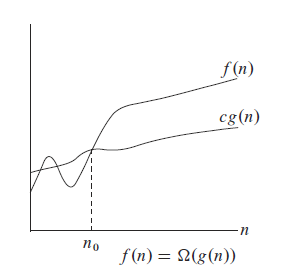 f(n)
cg(n)
n
n₀
f(n) = Ω(g(n))